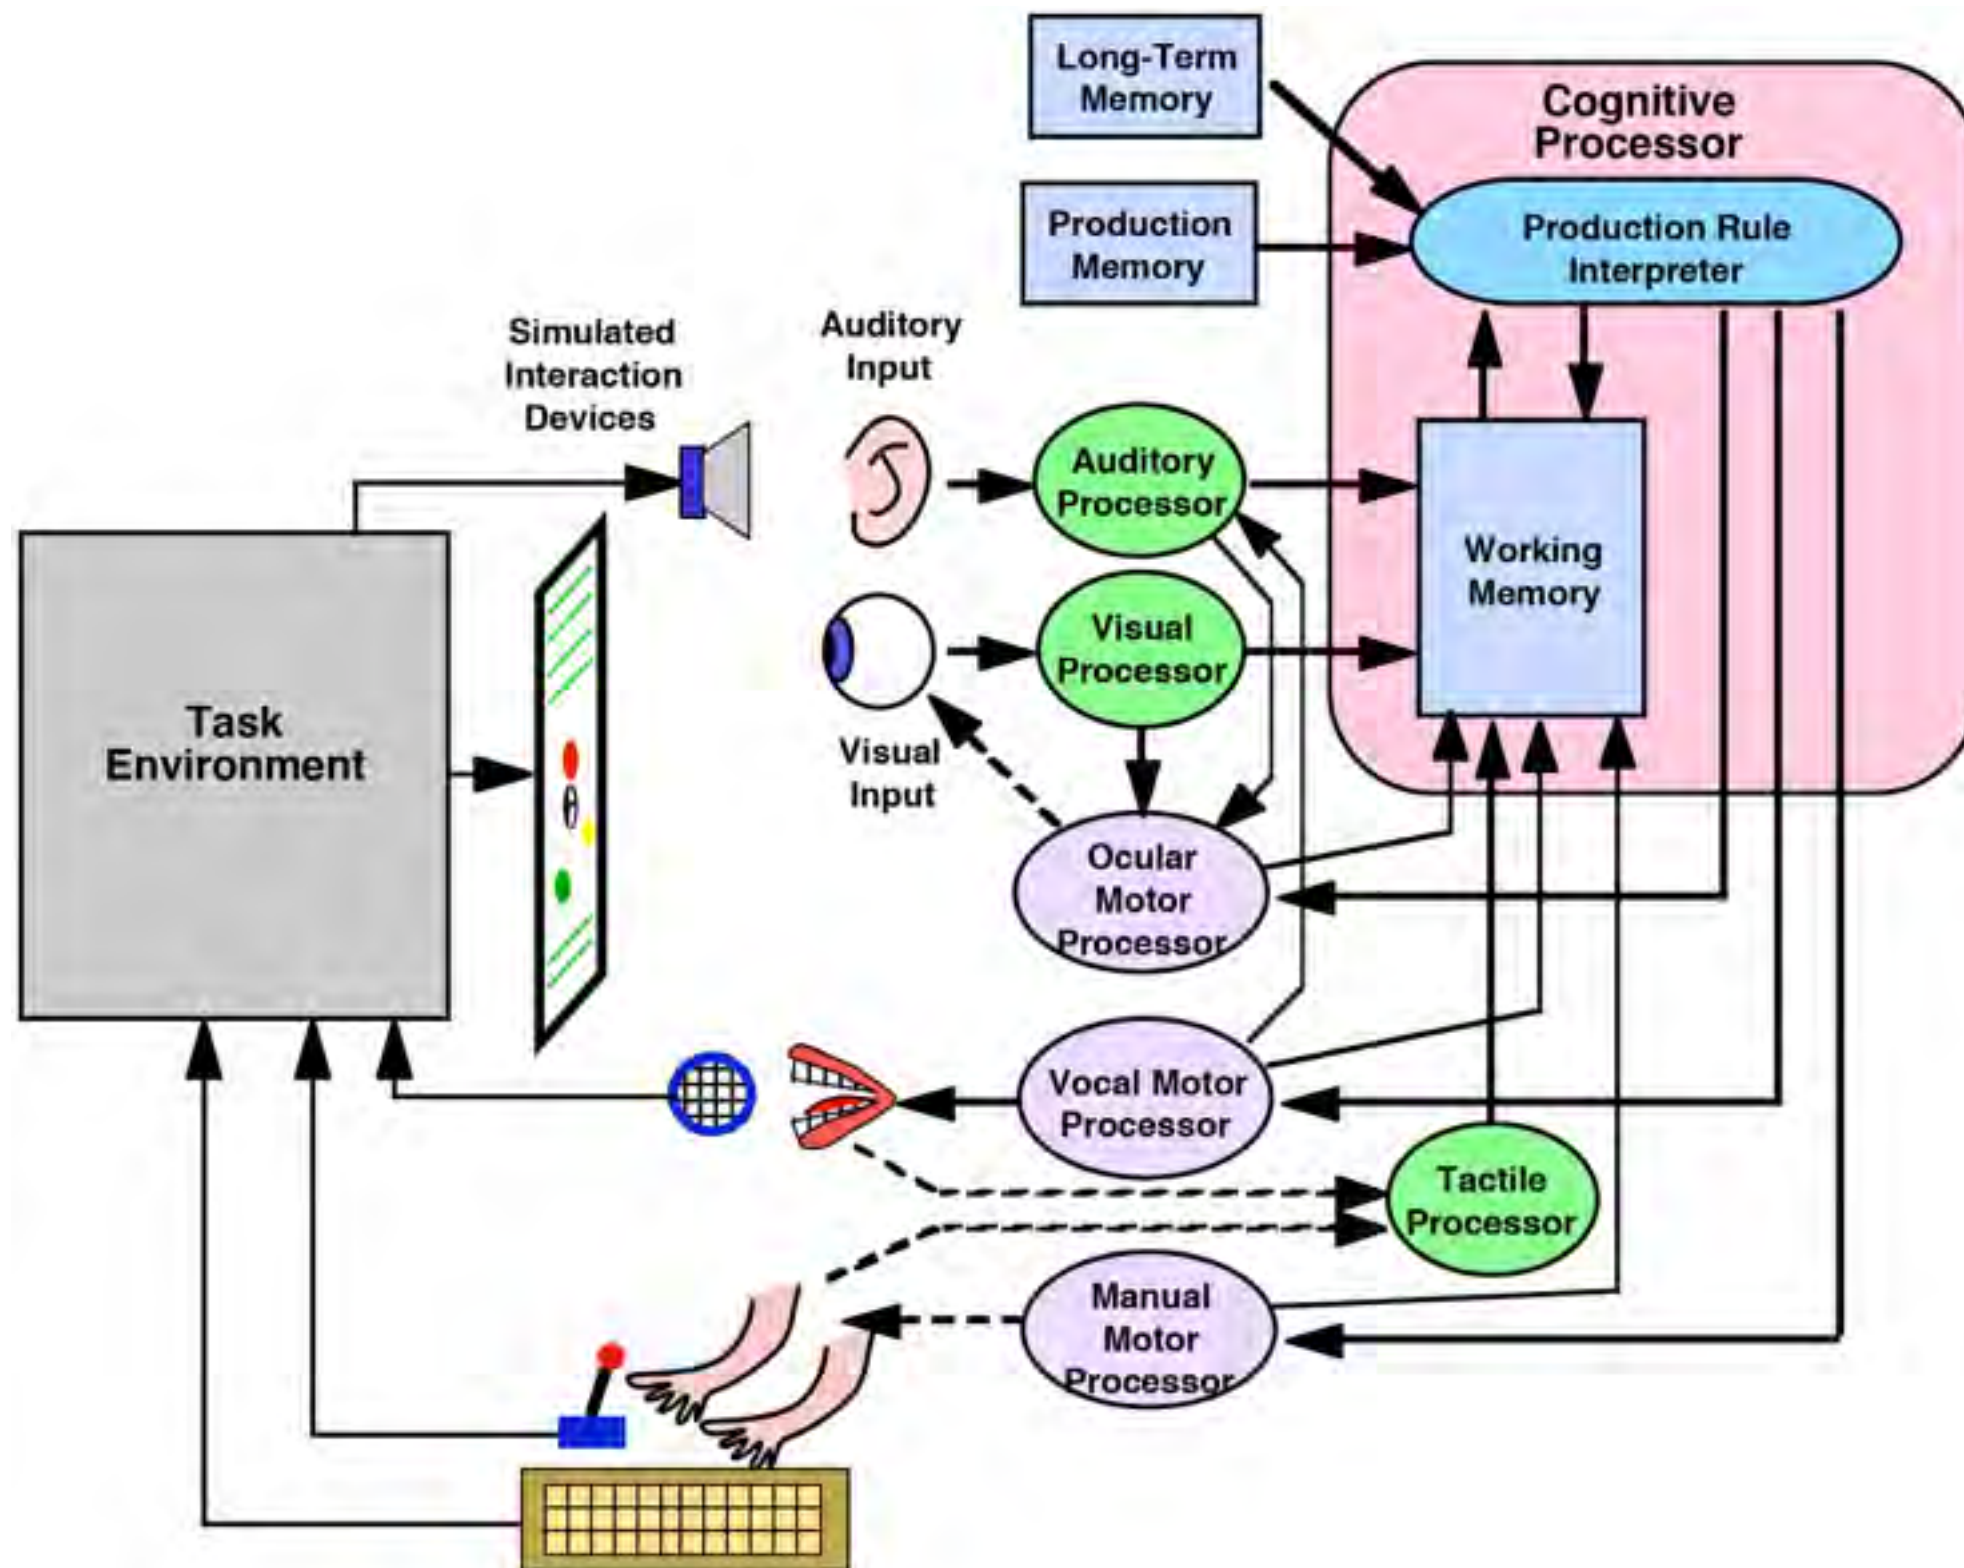 Long-Term
Memory
Cognitive
Processor
Production
Memory
Production Rule
Interpreter
Simulated
Interaction
Devices
Auditory
Input
Auditory
Processor
Working
Memory
Visual
Processor
Task
Environment
Visual
Input
Ocular
Motor
Processor
Vocal Motor
Processor
Tactile
Processor
Manual
Motor
Processor